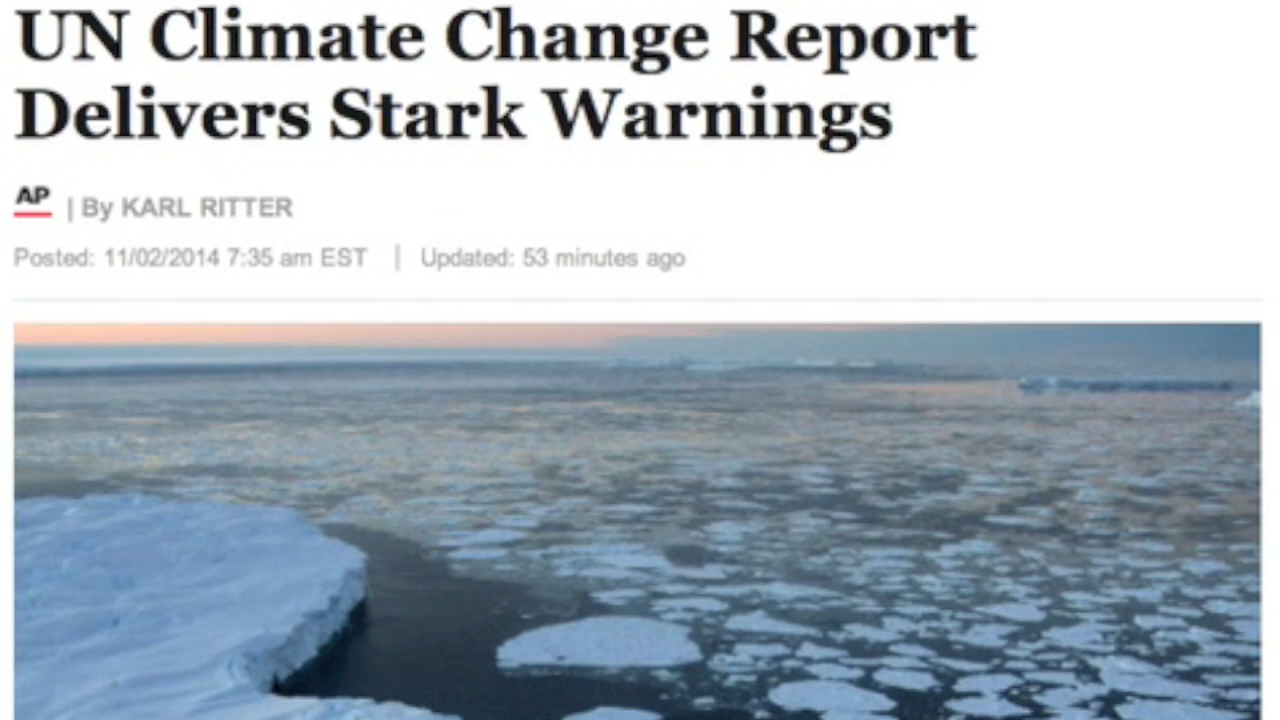 UN Climate Change Report
Delivers Stark Warnings
AP | By KARL RITTER
Posted: 11/02/2014 7:35 am EST | Updated: 53 minutes ago